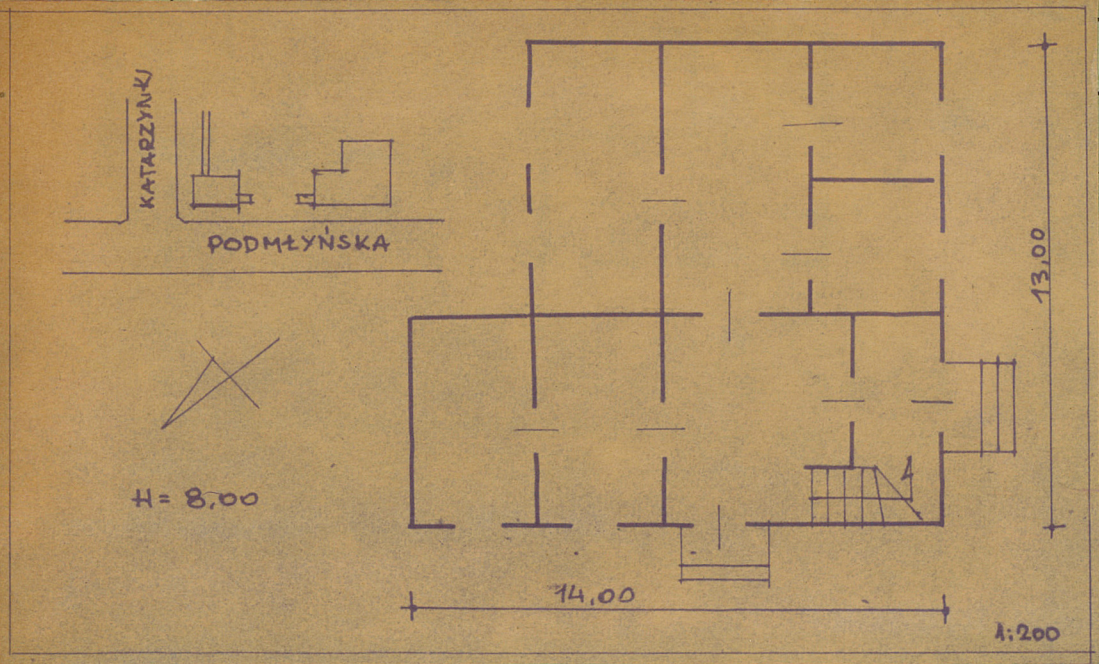 KATARZYNKI
PODMŁYŃSKA
H = 8,00
13,00
14,00
1:200